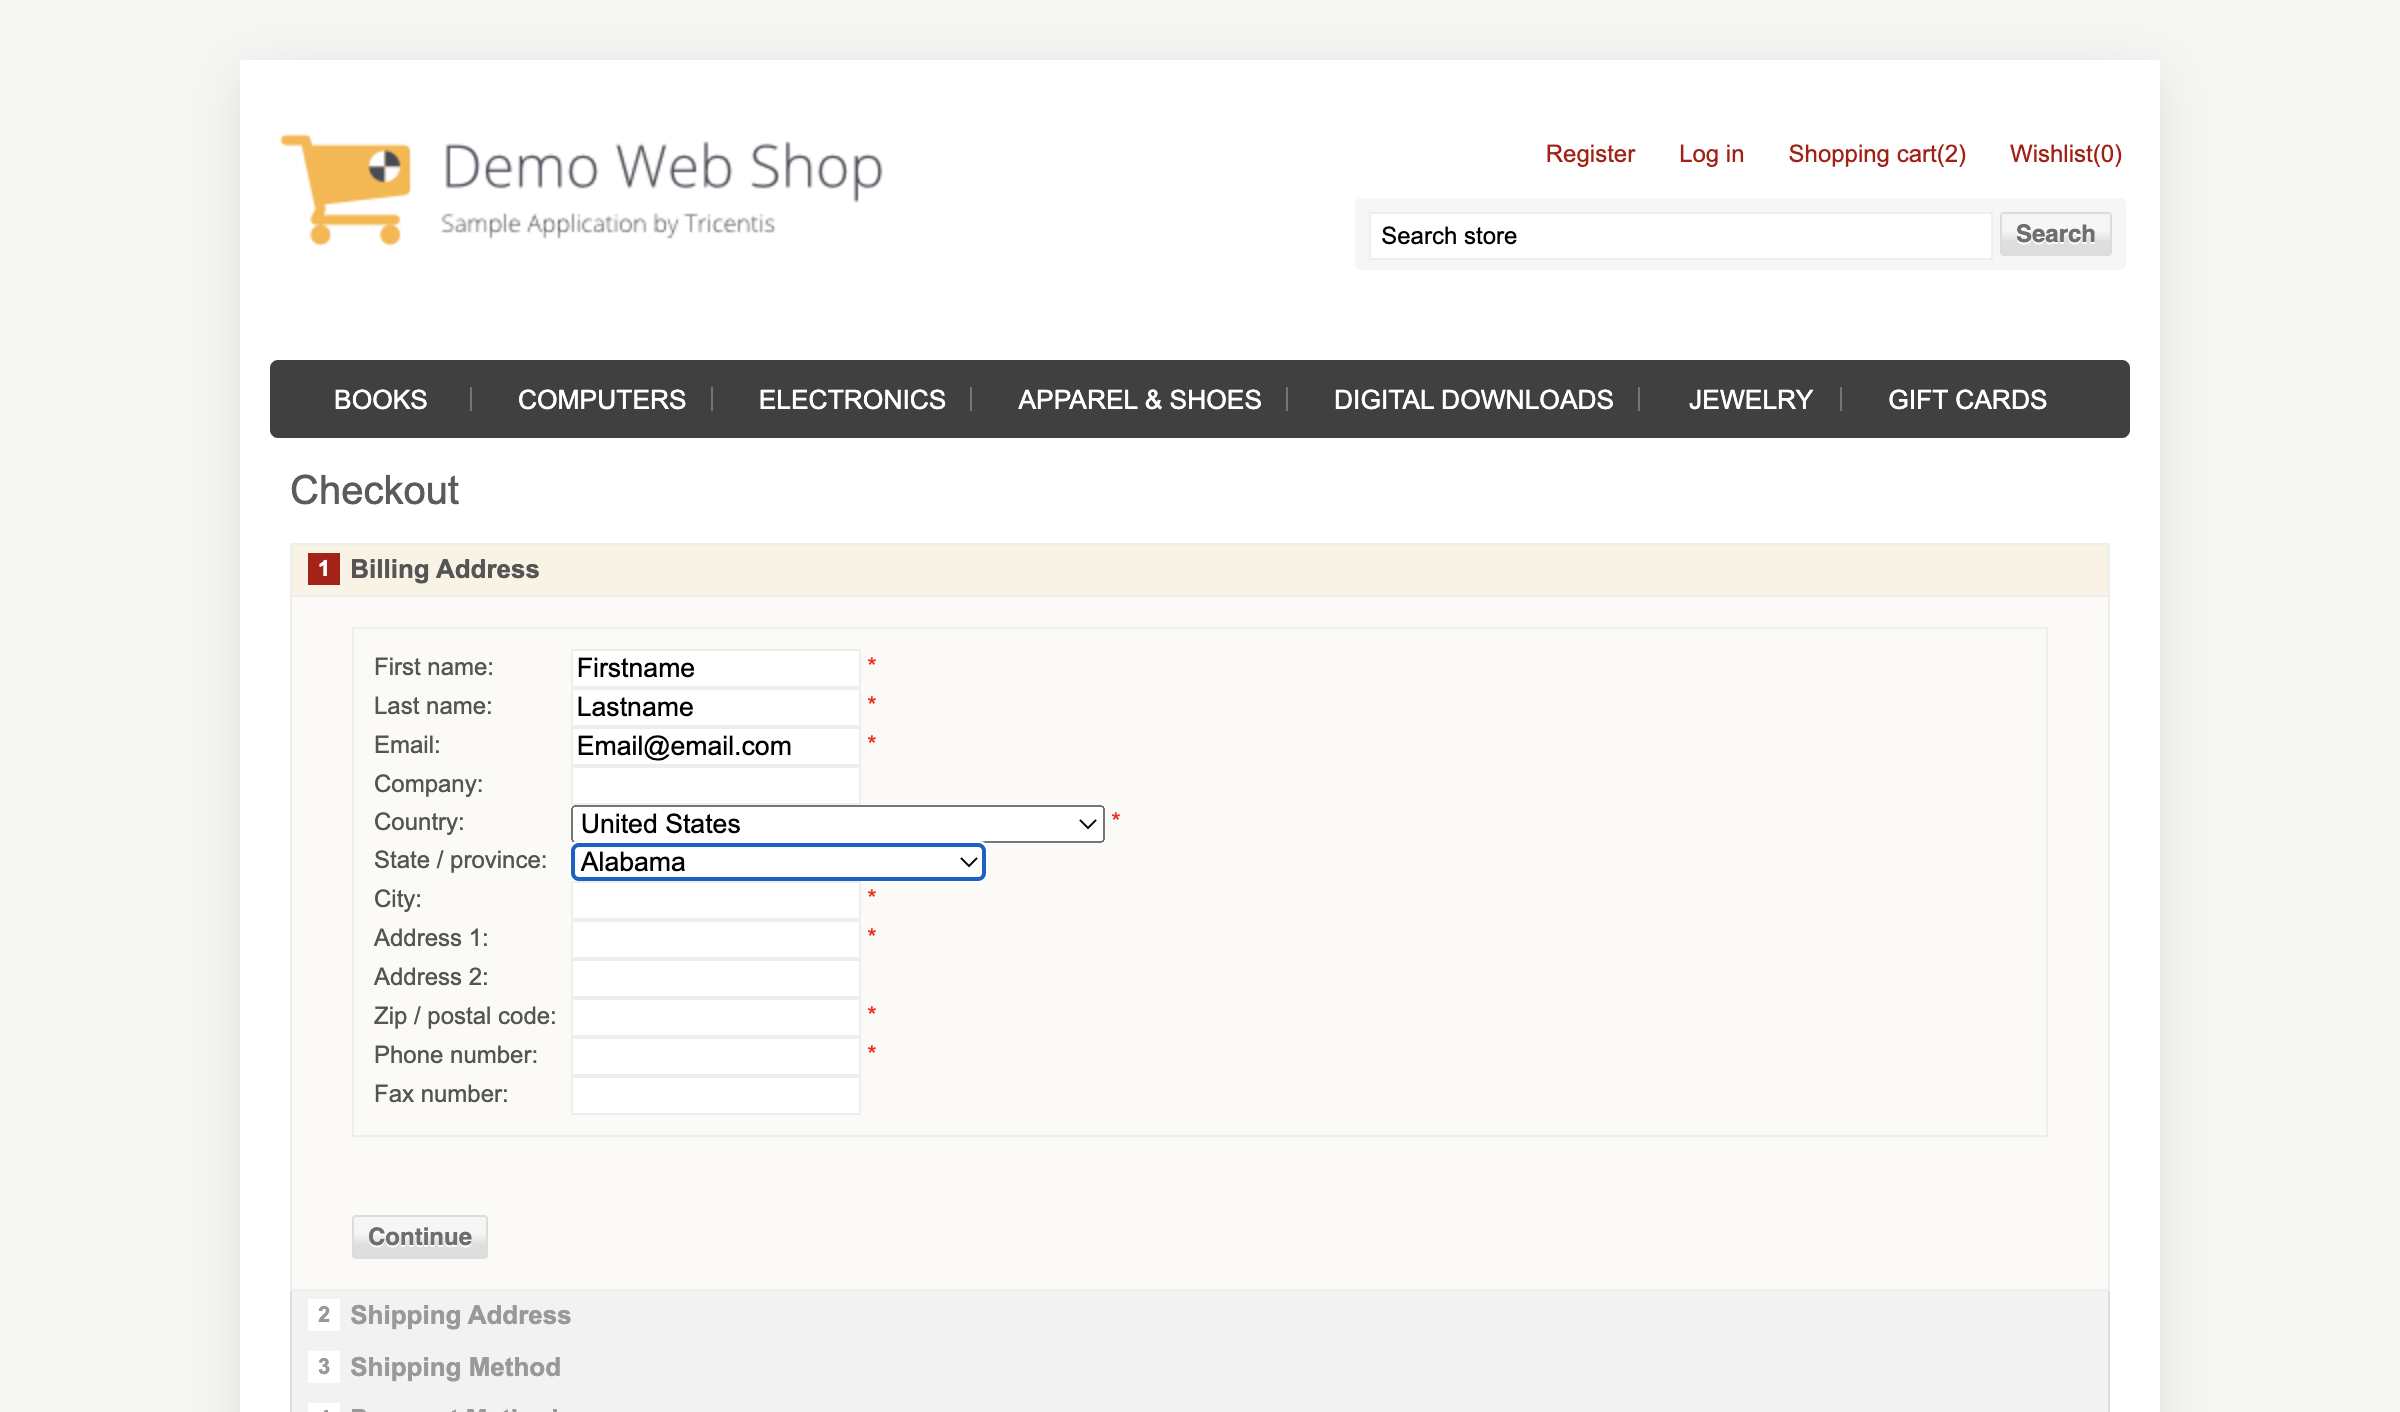 Demo Web Shop
Sample Application by Tricentis
Register Log in Shopping cart(2) Wishlist(0)
Search store Search
BOOKS COMPUTERS ELECTRONICS APPAREL & SHOES DIGITAL DOWNLOADS JEWELRY GIFT CARDS
Checkout
1 Billing Address
First name: Firstname *
Last name: Lastname *
Email: Email@email.com *
Company:
Country: United States *
State / province: Alabama
City: *
Address 1: *
Address 2:
Zip / postal code: *
Phone number: *
Fax number:
Continue
2 Shipping Address
3 Shipping Method